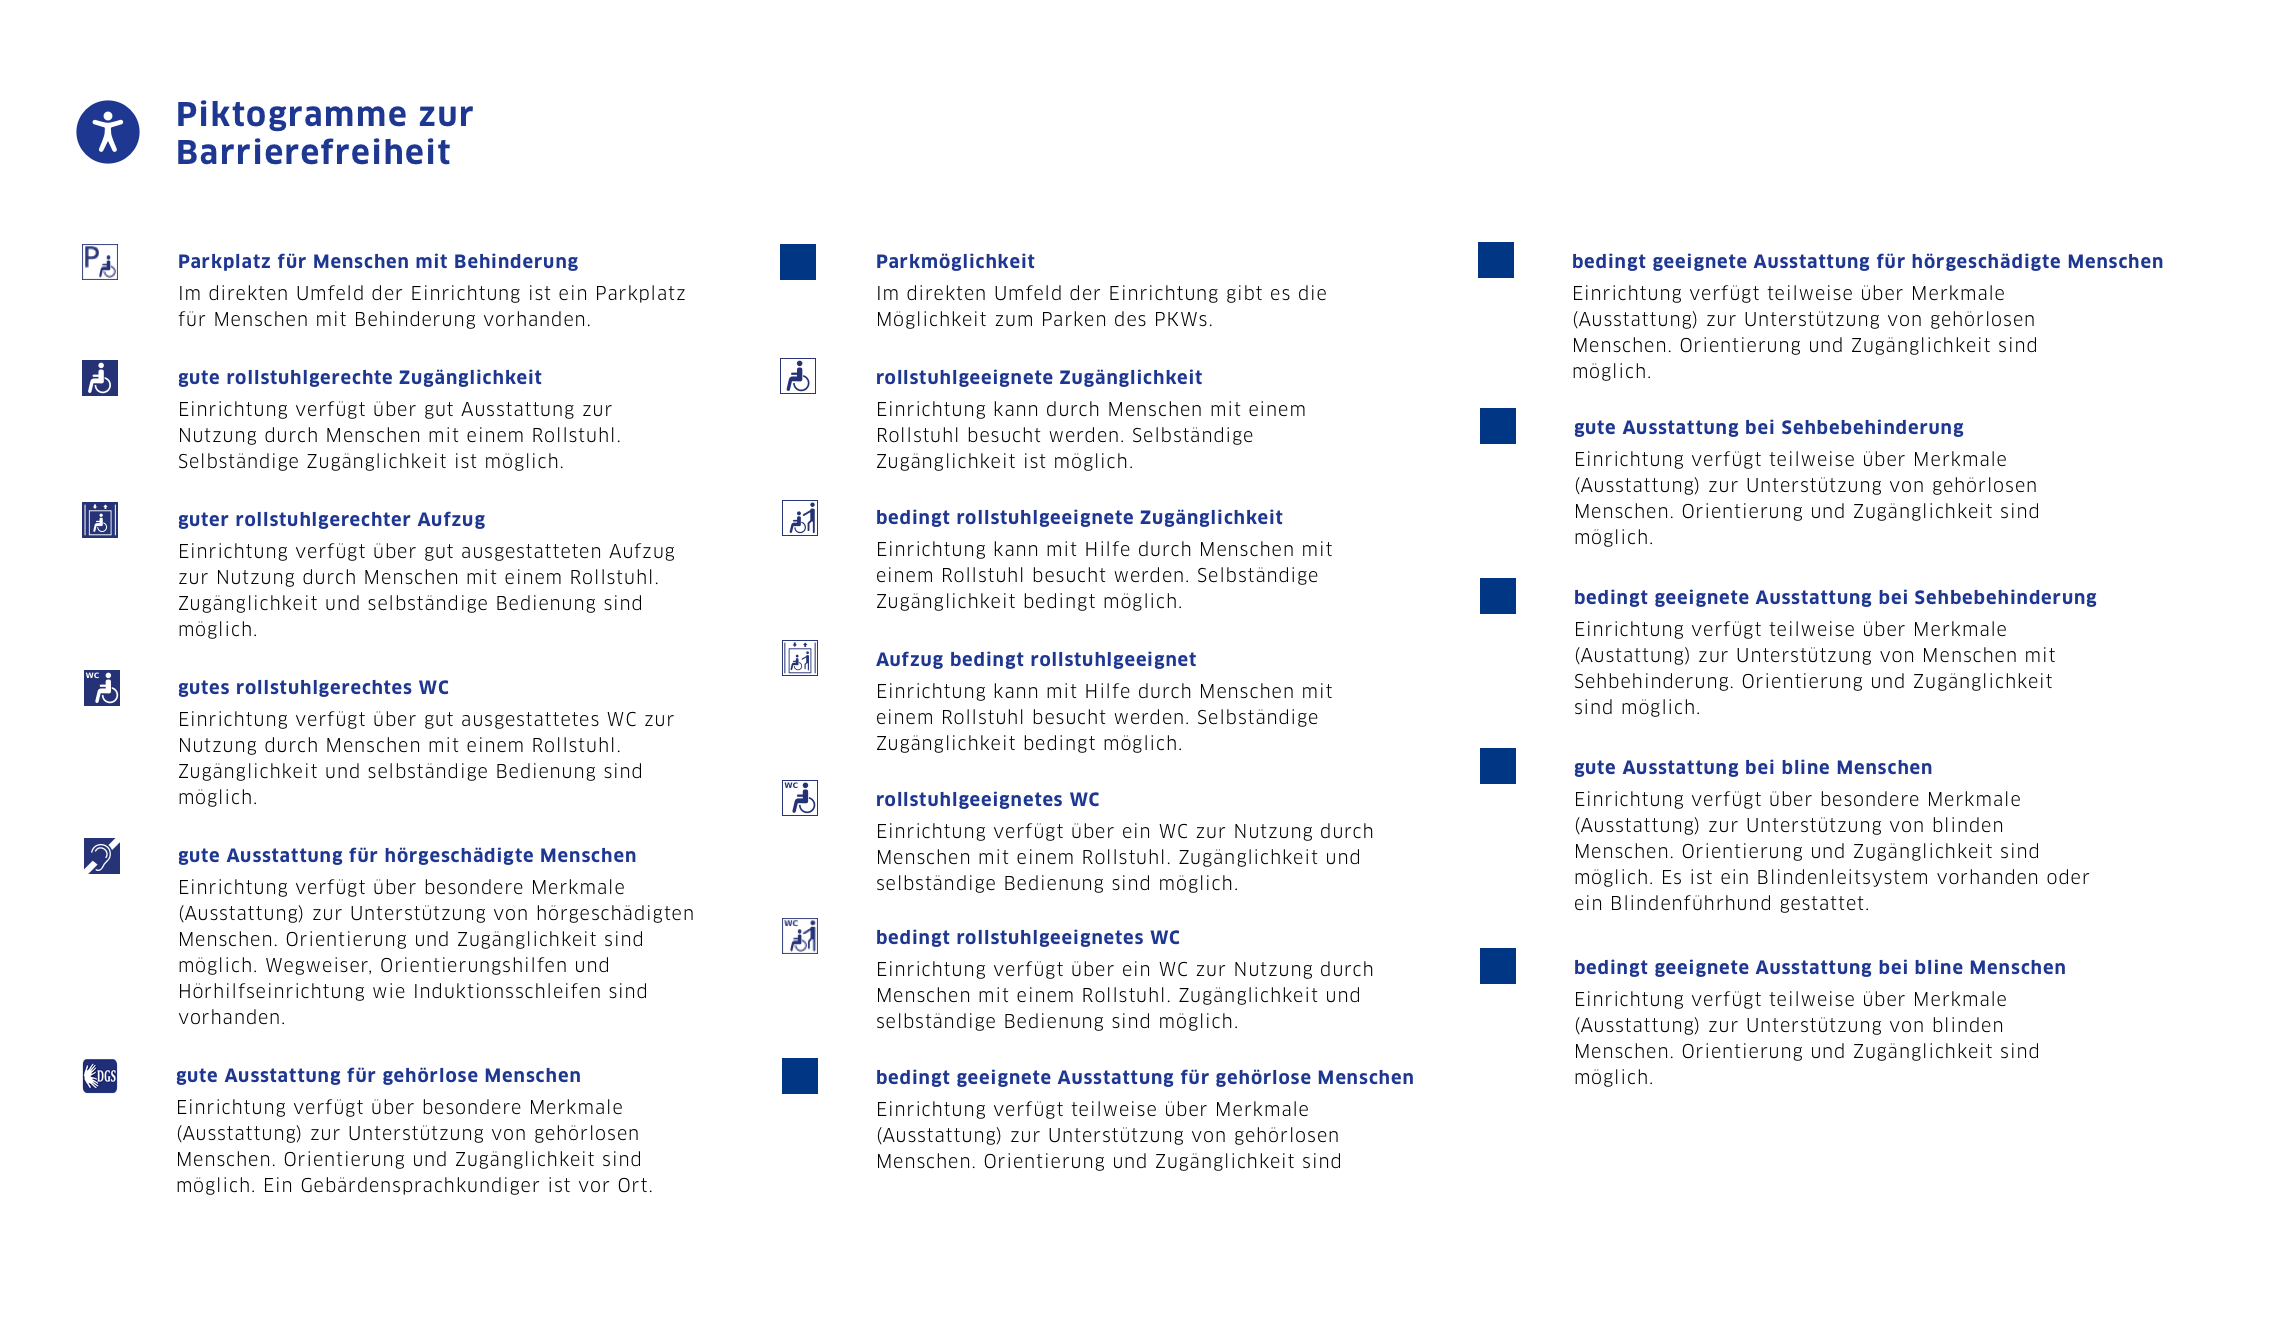 Piktogramme zur
Barrierefreiheit
P
Parkplatz für Menschen mit Behinderung
Im direkten Umfeld der Einrichtung ist ein Parkplatz
für Menschen mit Behinderung vorhanden.
gute rollstuhlgerechte Zugänglichkeit
Einrichtung verfügt über gut Ausstattung zur
Nutzung durch Menschen mit einem Rollstuhl.
Selbständige Zugänglichkeit ist möglich.
guter rollstuhlgerechter Aufzug
Einrichtung verfügt über gut ausgestatteten Aufzug
zur Nutzung durch Menschen mit einem Rollstuhl.
Zugänglichkeit und selbständige Bedienung sind
möglich.
WC
gutes rollstuhlgerechtes WC
Einrichtung verfügt über gut ausgestattetes WC zur
Nutzung durch Menschen mit einem Rollstuhl.
Zugänglichkeit und selbständige Bedienung sind
möglich.
gute Ausstattung für hörgeschädigte Menschen
Einrichtung verfügt über besondere Merkmale
(Ausstattung) zur Unterstützung von hörgeschädigten
Menschen. Orientierung und Zugänglichkeit sind
möglich. Wegweiser, Orientierungshilfen und
Hörhilfseinrichtung wie Induktionsschleifen sind
vorhanden.
DGS
gute Ausstattung für gehörlose Menschen
Einrichtung verfügt über besondere Merkmale
(Ausstattung) zur Unterstützung von gehörlosen
Menschen. Orientierung und Zugänglichkeit sind
möglich. Ein Gebärdensprachkundiger ist vor Ort.
Parkmöglichkeit
Im direkten Umfeld der Einrichtung gibt es die
Möglichkeit zum Parken des PKWs.
rollstuhlgeeignete Zugänglichkeit
Einrichtung kann durch Menschen mit einem
Rollstuhl besucht werden. Selbständige
Zugänglichkeit ist möglich.
bedingt rollstuhlgeeignete Zugänglichkeit
Einrichtung kann mit Hilfe durch Menschen mit
einem Rollstuhl besucht werden. Selbständige
Zugänglichkeit bedingt möglich.
Aufzug bedingt rollstuhlgeeignet
Einrichtung kann mit Hilfe durch Menschen mit
einem Rollstuhl besucht werden. Selbständige
Zugänglichkeit bedingt möglich.
WC
rollstuhlgeeignetes WC
Einrichtung verfügt über ein WC zur Nutzung durch
Menschen mit einem Rollstuhl. Zugänglichkeit und
selbständige Bedienung sind möglich.
WC
bedingt rollstuhlgeeignetes WC
Einrichtung verfügt über ein WC zur Nutzung durch
Menschen mit einem Rollstuhl. Zugänglichkeit und
selbständige Bedienung sind möglich.
bedingt geeignete Ausstattung für gehörlose Menschen
Einrichtung verfügt teilweise über Merkmale
(Ausstattung) zur Unterstützung von gehörlosen
Menschen. Orientierung und Zugänglichkeit sind
bedingt geeignete Ausstattung für hörgeschädigte Menschen
Einrichtung verfügt teilweise über Merkmale
(Ausstattung) zur Unterstützung von gehörlosen
Menschen. Orientierung und Zugänglichkeit sind
möglich.
gute Ausstattung bei Sehbebehinderung
Einrichtung verfügt teilweise über Merkmale
(Ausstattung) zur Unterstützung von gehörlosen
Menschen. Orientierung und Zugänglichkeit sind
möglich.
bedingt geeignete Ausstattung bei Sehbebehinderung
Einrichtung verfügt teilweise über Merkmale
(Austattung) zur Unterstützung von Menschen mit
Sehbehinderung. Orientierung und Zugänglichkeit
sind möglich.
gute Ausstattung bei bline Menschen
Einrichtung verfügt über besondere Merkmale
(Ausstattung) zur Unterstützung von blinden
Menschen. Orientierung und Zugänglichkeit sind
möglich. Es ist ein Blindenleitsystem vorhanden oder
ein Blindenführhund gestattet.
bedingt geeignete Ausstattung bei bline Menschen
Einrichtung verfügt teilweise über Merkmale
(Ausstattung) zur Unterstützung von blinden
Menschen. Orientierung und Zugänglichkeit sind
möglich.